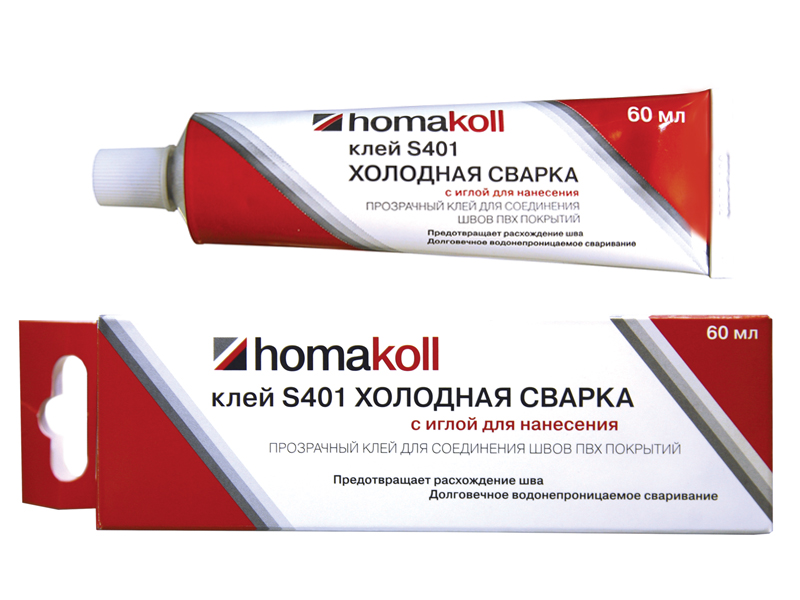 homakoll
60 мл
клей S401
ХОЛОДНАЯ СВАРКА
с иглой для нанесения
ПРОЗРАЧНЫЙ КЛЕЙ ДЛЯ СОЕДИНЕНИЯ
ШВОВ ПВХ ПОКРЫТИЙ
Предотвращает расхождение шва
Долговечное водонепроницаемое сваривание
60 мл
homakoll
клей S401 ХОЛОДНАЯ СВАРКА
с иглой для нанесения
ПРОЗРАЧНЫЙ КЛЕЙ ДЛЯ СОЕДИНЕНИЯ ШВОВ ПВХ ПОКРЫТИЙ
Предотвращает расхождение шва
Долговечное водонепроницаемое сваривание